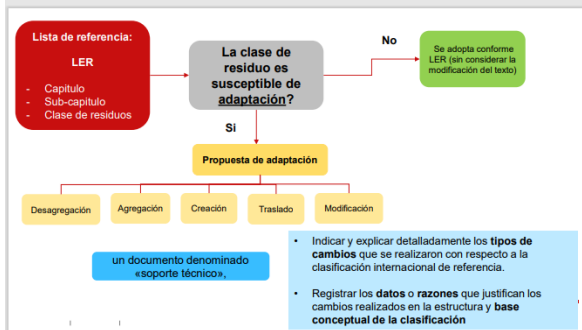 Lista de referencia:
LER
- Capitulo
- Sub-capitulo
- Clase de residuos
La clase de
residuo es
susceptible de
adaptación?
No
Se adopta conforme
LER (sin considerar la
modificación del texto)
Si
Propuesta de adaptación
Desagregación
Agregación
Creación
Traslado
Modificación
un documento denominado
«soporte técnico»,
• Indicar y explicar detalladamente los tipos de
cambios que se realizaron con respecto a la
clasificación internacional de referencia.
• Registrar los datos o razones que justifican los
cambios realizados en la estructura y base
conceptual de la clasificación